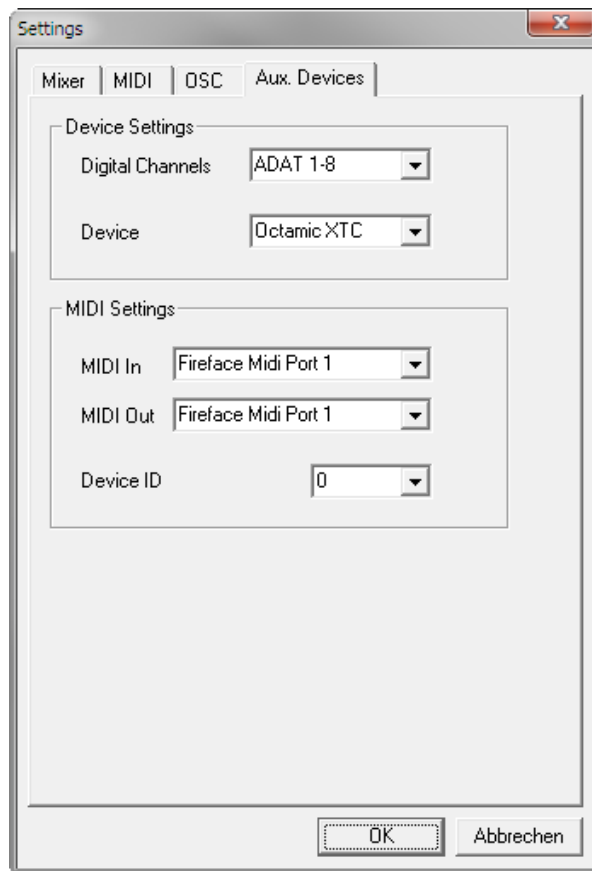 Settings
Mixer MIDI OSC Aux. Devices
Device Settings
Digital Channels ADAT 1-8
Device Octamic XTC
MIDI Settings
MIDI In Fireface Midi Port 1
MIDI Out Fireface Midi Port 1
Device ID 0
OK Abbrechen